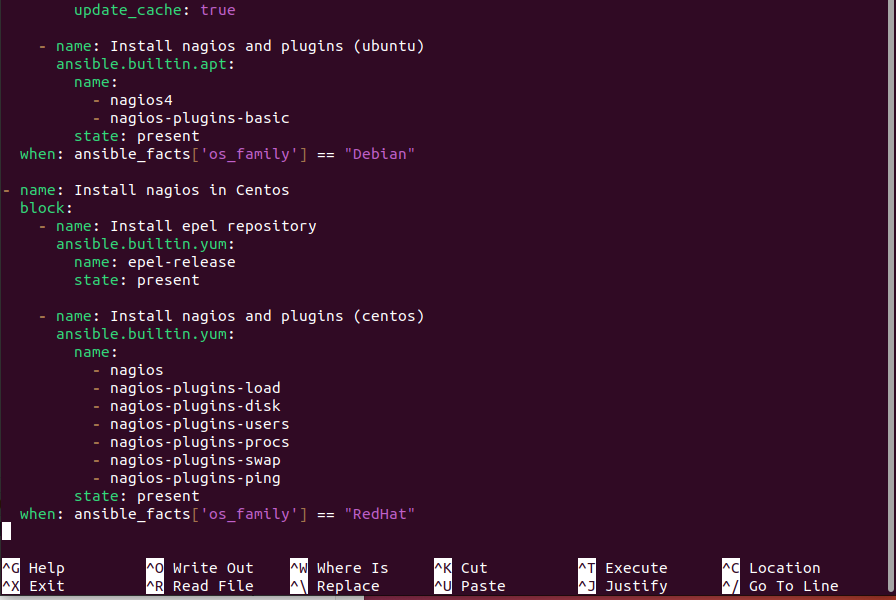 update_cache: true

    - name: Install nagios and plugins (ubuntu)
      ansible.builtin.apt:
        name:
          - nagios4
          - nagios-plugins-basic
        state: present
  when: ansible_facts['os_family'] == "Debian"

- name: Install nagios in Centos
  block:
    - name: Install epel repository
      ansible.builtin.yum:
        name: epel-release
        state: present

    - name: Install nagios and plugins (centos)
      ansible.builtin.yum:
        name:
          - nagios
          - nagios-plugins-load
          - nagios-plugins-disk
          - nagios-plugins-users
          - nagios-plugins-procs
          - nagios-plugins-swap
          - nagios-plugins-ping
        state: present
  when: ansible_facts['os_family'] == "RedHat"

^G Help ^O Write Out ^W Where Is ^K Cut ^T Execute ^C Location
^X Exit ^R Read File ^\ Replace ^U Paste ^J Justify ^/ Go To Line